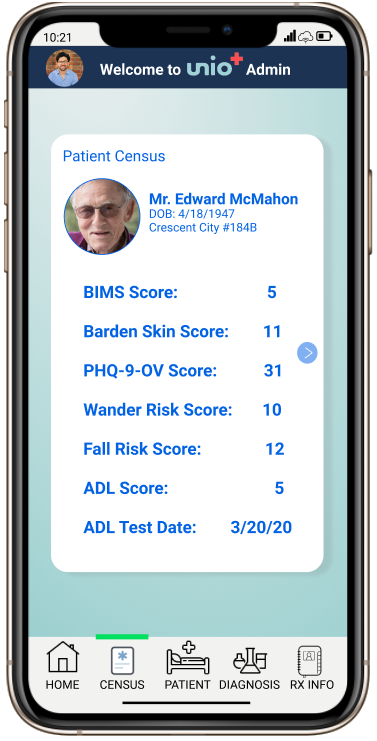 10:21
Welcome to unio Admin
Patient Census
Mr. Edward McMahon
DOB: 4/18/1947
Crescent City #184B
BIMS Score: 5
Barden Skin Score: 11
PHQ-9-OV Score: 31
Wander Risk Score: 10
Fall Risk Score: 12
ADL Score: 5
ADL Test Date: 3/20/20
HOME CENSUS PATIENT DIAGNOSIS RX INFO